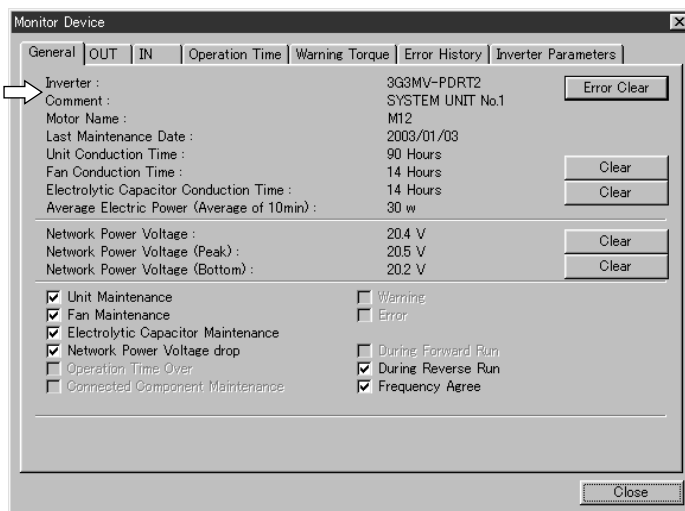 Monitor Device
General OUT IN Operation Time Warning Torque Error History Inverter Parameters
Inverter : 3G3MV-PDRT2 Error Clear
Comment : SYSTEM UNIT No.1
Motor Name : M12
Last Maintenance Date : 2003/01/03
Unit Conduction Time : 90 Hours
Fan Conduction Time : 14 Hours Clear
Electrolytic Capacitor Conduction Time : 14 Hours Clear
Average Electric Power (Average of 10min) : 30 w
Network Power Voltage : 20.4 V Clear
Network Power Voltage (Peak) : 20.5 V
Network Power Voltage (Bottom) : 20.2 V Clear
Unit Maintenance Warning
Fan Maintenance Error
Electrolytic Capacitor Maintenance
Network Power Voltage drop During Forward Run
Operation Time Over During Reverse Run
Connected Component Maintenance Frequency Agree
Close